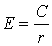 E = C/r